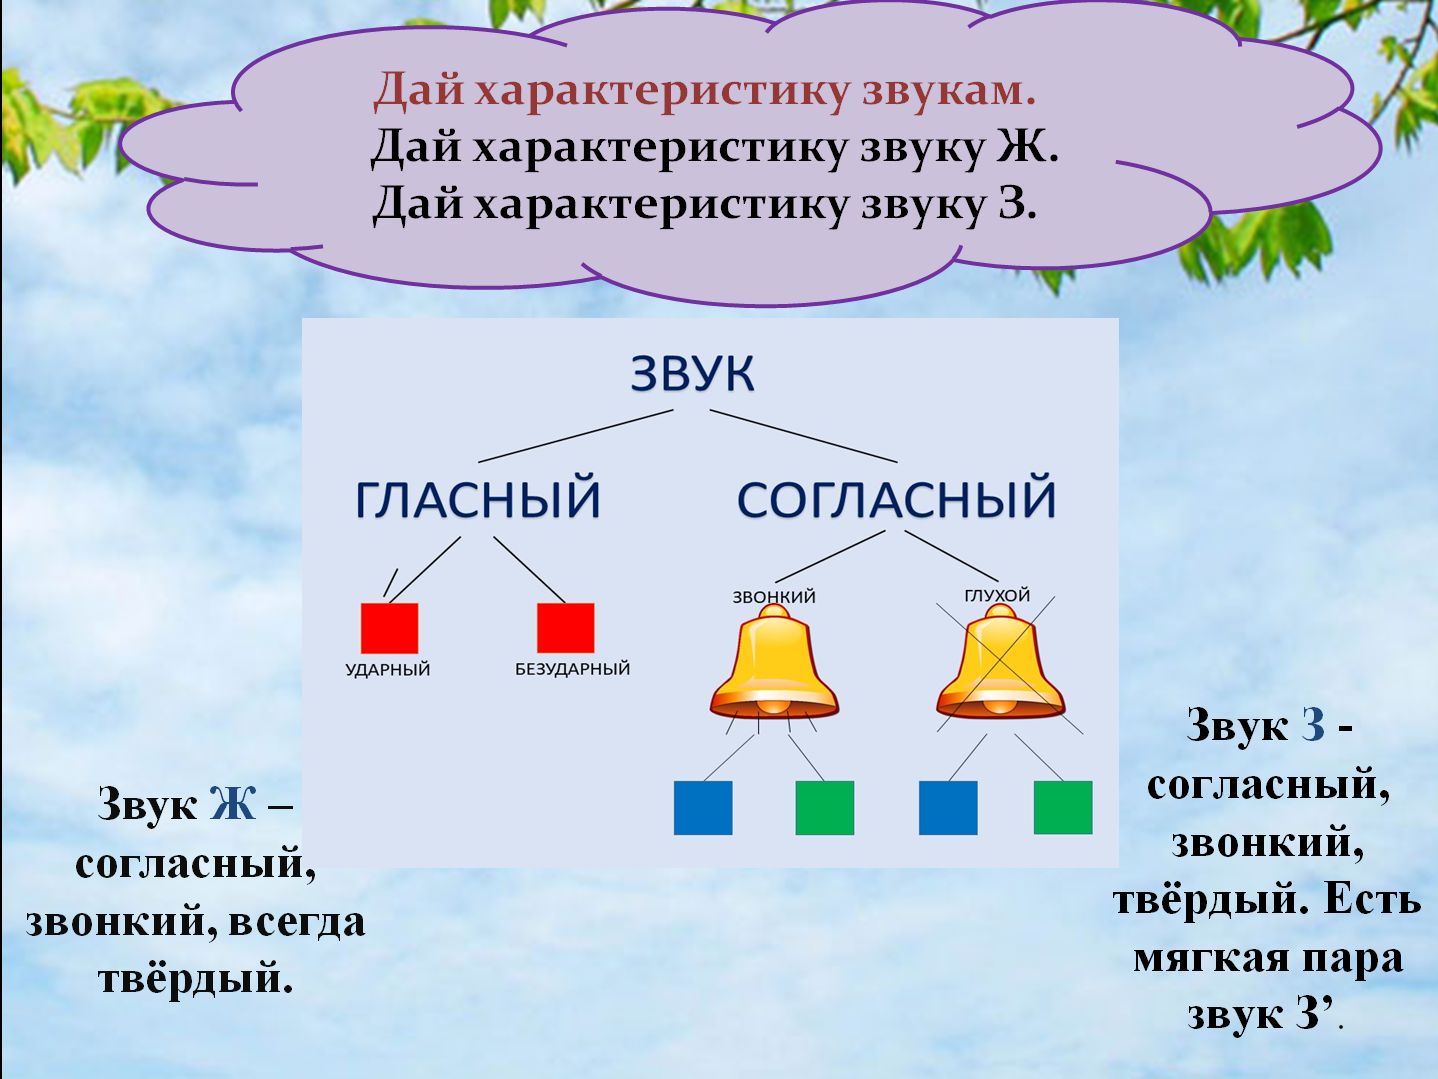 Дай характеристику звукам.
Дай характеристику звуку Ж.
Дай характеристику звуку З.
ЗВУК
ГЛАСНЫЙ
СОГЛАСНЫЙ
УДАРНЫЙ
БЕЗУДАРНЫЙ
ЗВОНКИЙ
ГЛУХОЙ
Звук Ж –
согласный,
звонкий, всегда
твёрдый.
Звук З -
согласный,
звонкий,
твёрдый. Есть
мягкая пара
звук З’.